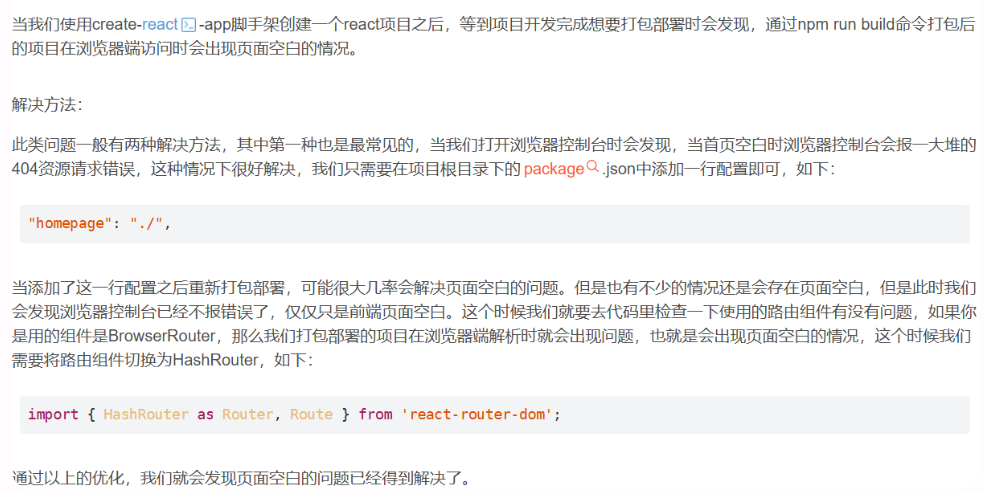 当我们使用create-react-app脚手架创建一个react项目之后，等到项目开发完成想要打包部署时会发现，通过npm run build命令打包后
的项目在浏览器端访问时会出现页面空白的情况。
解决方法：
此类问题一般有两种解决方法，其中第一种也是最常见的，当我们打开浏览器控制台时会发现，当首页空白时浏览器控制台会报一大堆的
404资源请求错误，这种情况下很好解决，我们只需要在项目根目录下的 package.json中添加一行配置即可，如下：
"homepage": "./",
当添加了这一行配置之后重新打包部署，可能很大几率会解决页面空白的问题。但是也有不少的情况还是会存在页面空白，但是此时我们
会发现浏览器控制台已经不报错误了，仅仅只是前端页面空白。这个时候我们就要去代码里检查一下使用的路由组件有没有问题，如果你
是用的组件是BrowserRouter，那么我们打包部署的项目在浏览器端解析时就会出现问题，也就是会出现页面空白的情况，这个时候我们
需要将路由组件切换为HashRouter，如下：
import { HashRouter as Router, Route } from 'react-router-dom';
通过以上的优化，我们就会发现页面空白的问题已经得到解决了。